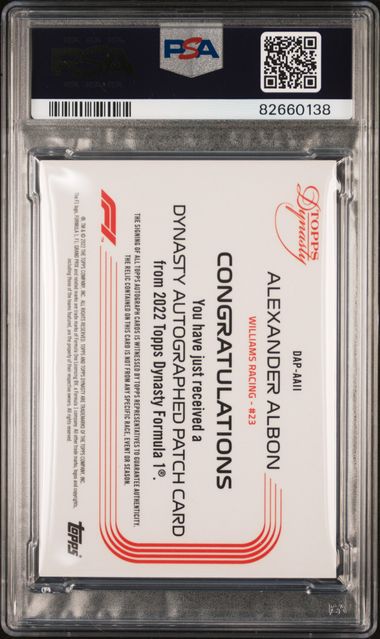 PSA
82660138
TOPPS
Dynasty
DAP-AAII
ALEXANDER ALBON
WILLIAMS RACING - #23
CONGRATULATIONS
You have just received a
DYNASTY AUTOGRAPHED PATCH CARD
from 2022 Topps Dynasty Formula 1®.
THE SIGNING OF ALL TOPPS AUTOGRAPH CARDS IS WITNESSED BY TOPPS REPRESENTATIVES TO GUARANTEE AUTHENTICITY.
THE RELIC CONTAINED ON THIS CARD IS NOT FROM ANY SPECIFIC RACE, EVENT OR SEASON.
F1
topps